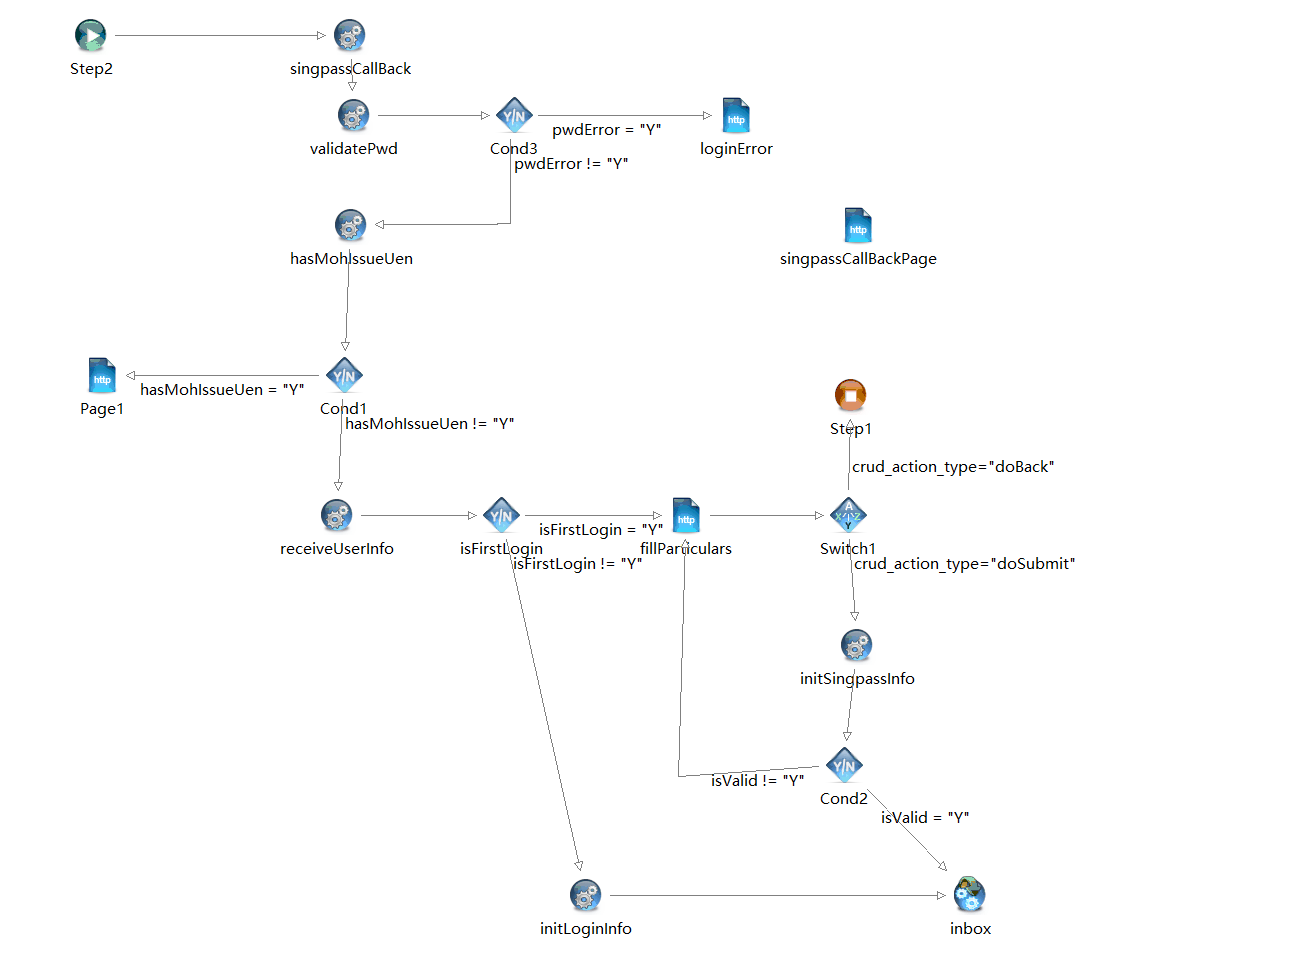 Step2
singpassCallBack
validatePwd
Y/N
Cond3
pwdError = "Y"
pwdError != "Y"
http
loginError
hasMohIssueUen
http
singpassCallBackPage
http
Page1
hasMohIssueUen = "Y"
Y/N
Cond1
hasMohIssueUen != "Y"
Step1
crud_action_type="doBack"
receiveUserInfo
Y/N
isFirstLogin
isFirstLogin = "Y"
isFirstLogin != "Y"
http
fillParticulars
A
X Z
Y
Switch1
crud_action_type="doSubmit"
initSingpassInfo
isValid != "Y"
Y/N
Cond2
isValid = "Y"
initLoginInfo
inbox